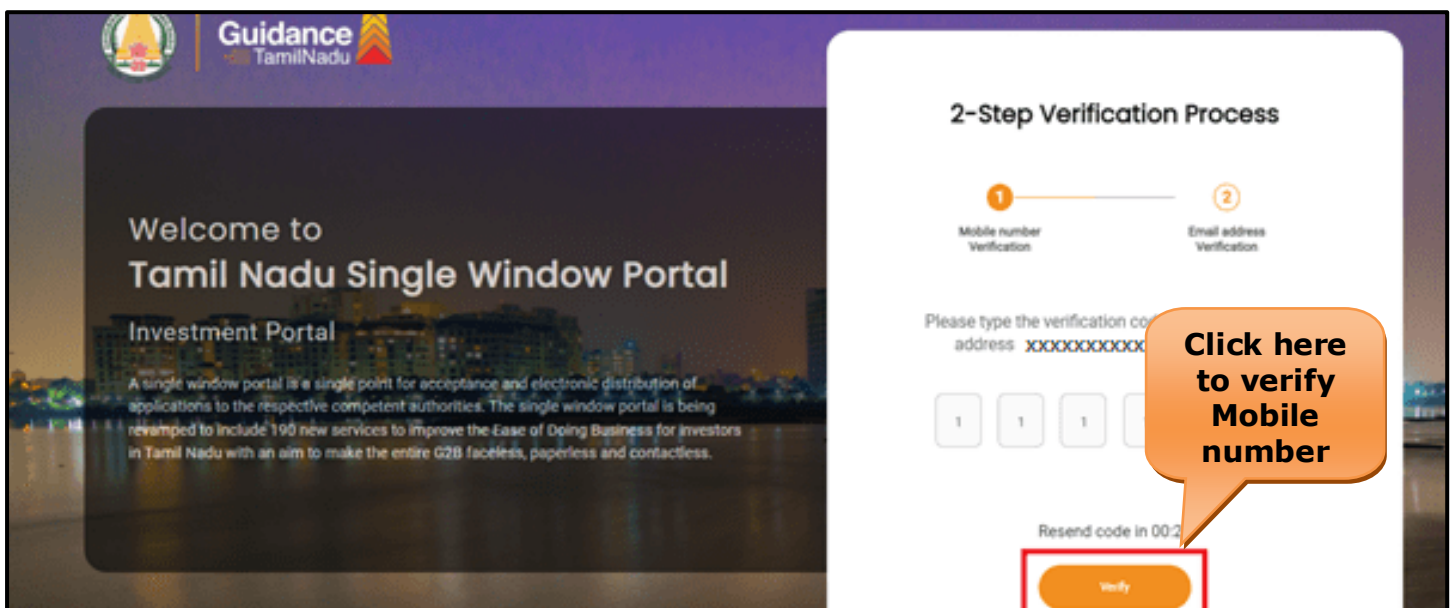 Guidance
TamilNadu
Welcome to
Tamil Nadu Single Window Portal
Investment Portal
A single window portal is a single point for acceptance and electronic distribution of
applications to the respective competent authorities. The single window portal is being
revamped to include 190 new services to improve the Ease of Doing Business for investors
in Tamil Nadu with an aim to make the entire G2B faceless, paperless and contactless.
2-Step Verification Process
1
2
Mobile number
Verification
Email address
Verification
Please type the verification
address xxxxxxxxxx
1 1 1
Click here
to verify
Mobile
number
Resend code in 00:2
Verify